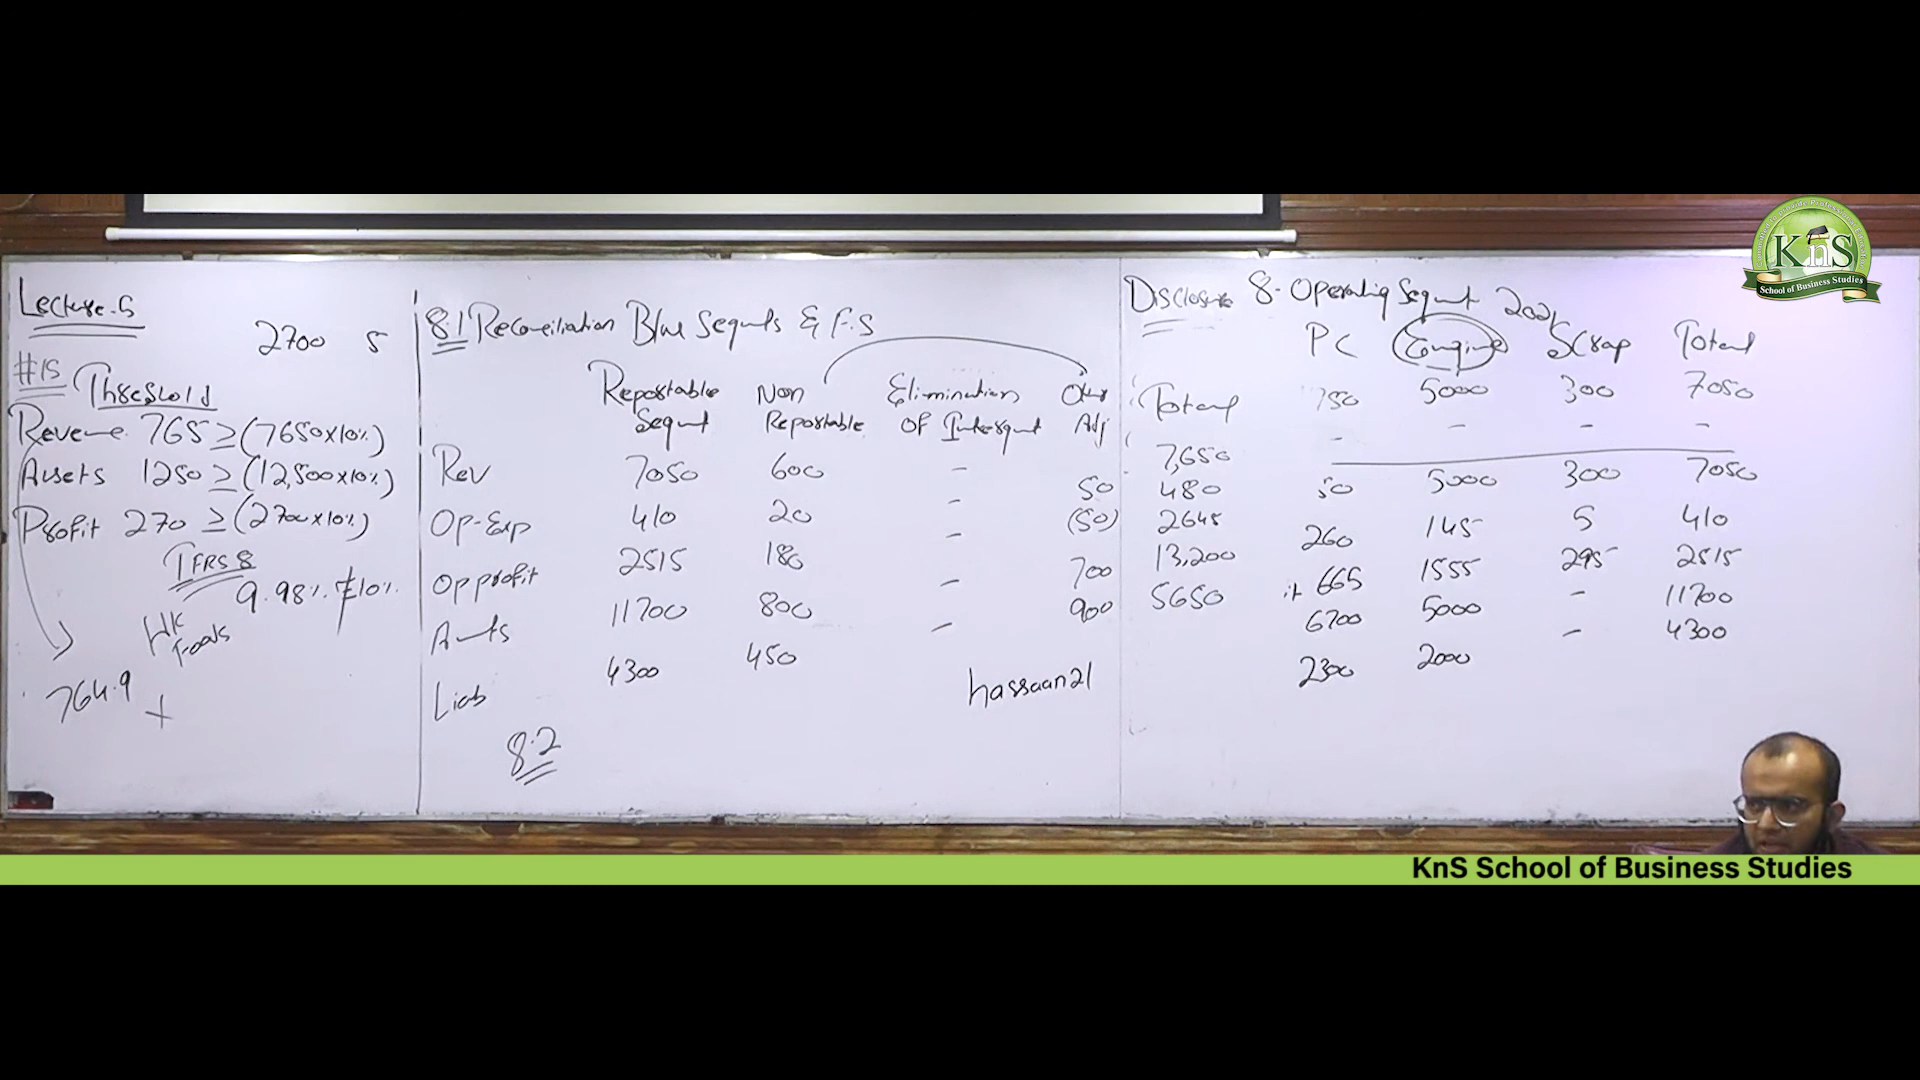 Lecture-5
2700 5
#15
Threshold
Revenue 765 ≥ (7650x10%)
Assets 1250 ≥ (12,500x10%)
Profit 270 ≥ (2700x10%)
IFRS 8
9.98% ≠ 10%
764.9
8.1 Reconciliation B/w Segments & F.S
Reportable Segment Non Reportable Elimination Of Intersegment Other Adj Total
Rev 7050 600 - 7,650
Op-Exp 410 20 - 50 480
Op profit 2515 180 - (50) 2645
Assets 11700 800 - 700 13,200
Liab 4300 450 - 900 5650
8.2
hassaan21
Disclosure 8- Operating Segment 2021
PC Engine Scrap Total
750 5000 300 7050
- - - -
50 5000 300 7050
260 145 5 410
665 1555 295 2515
6700 5000 - 11700
2300 2000 - 4300
KnS
School of Business Studies
KnS School of Business Studies